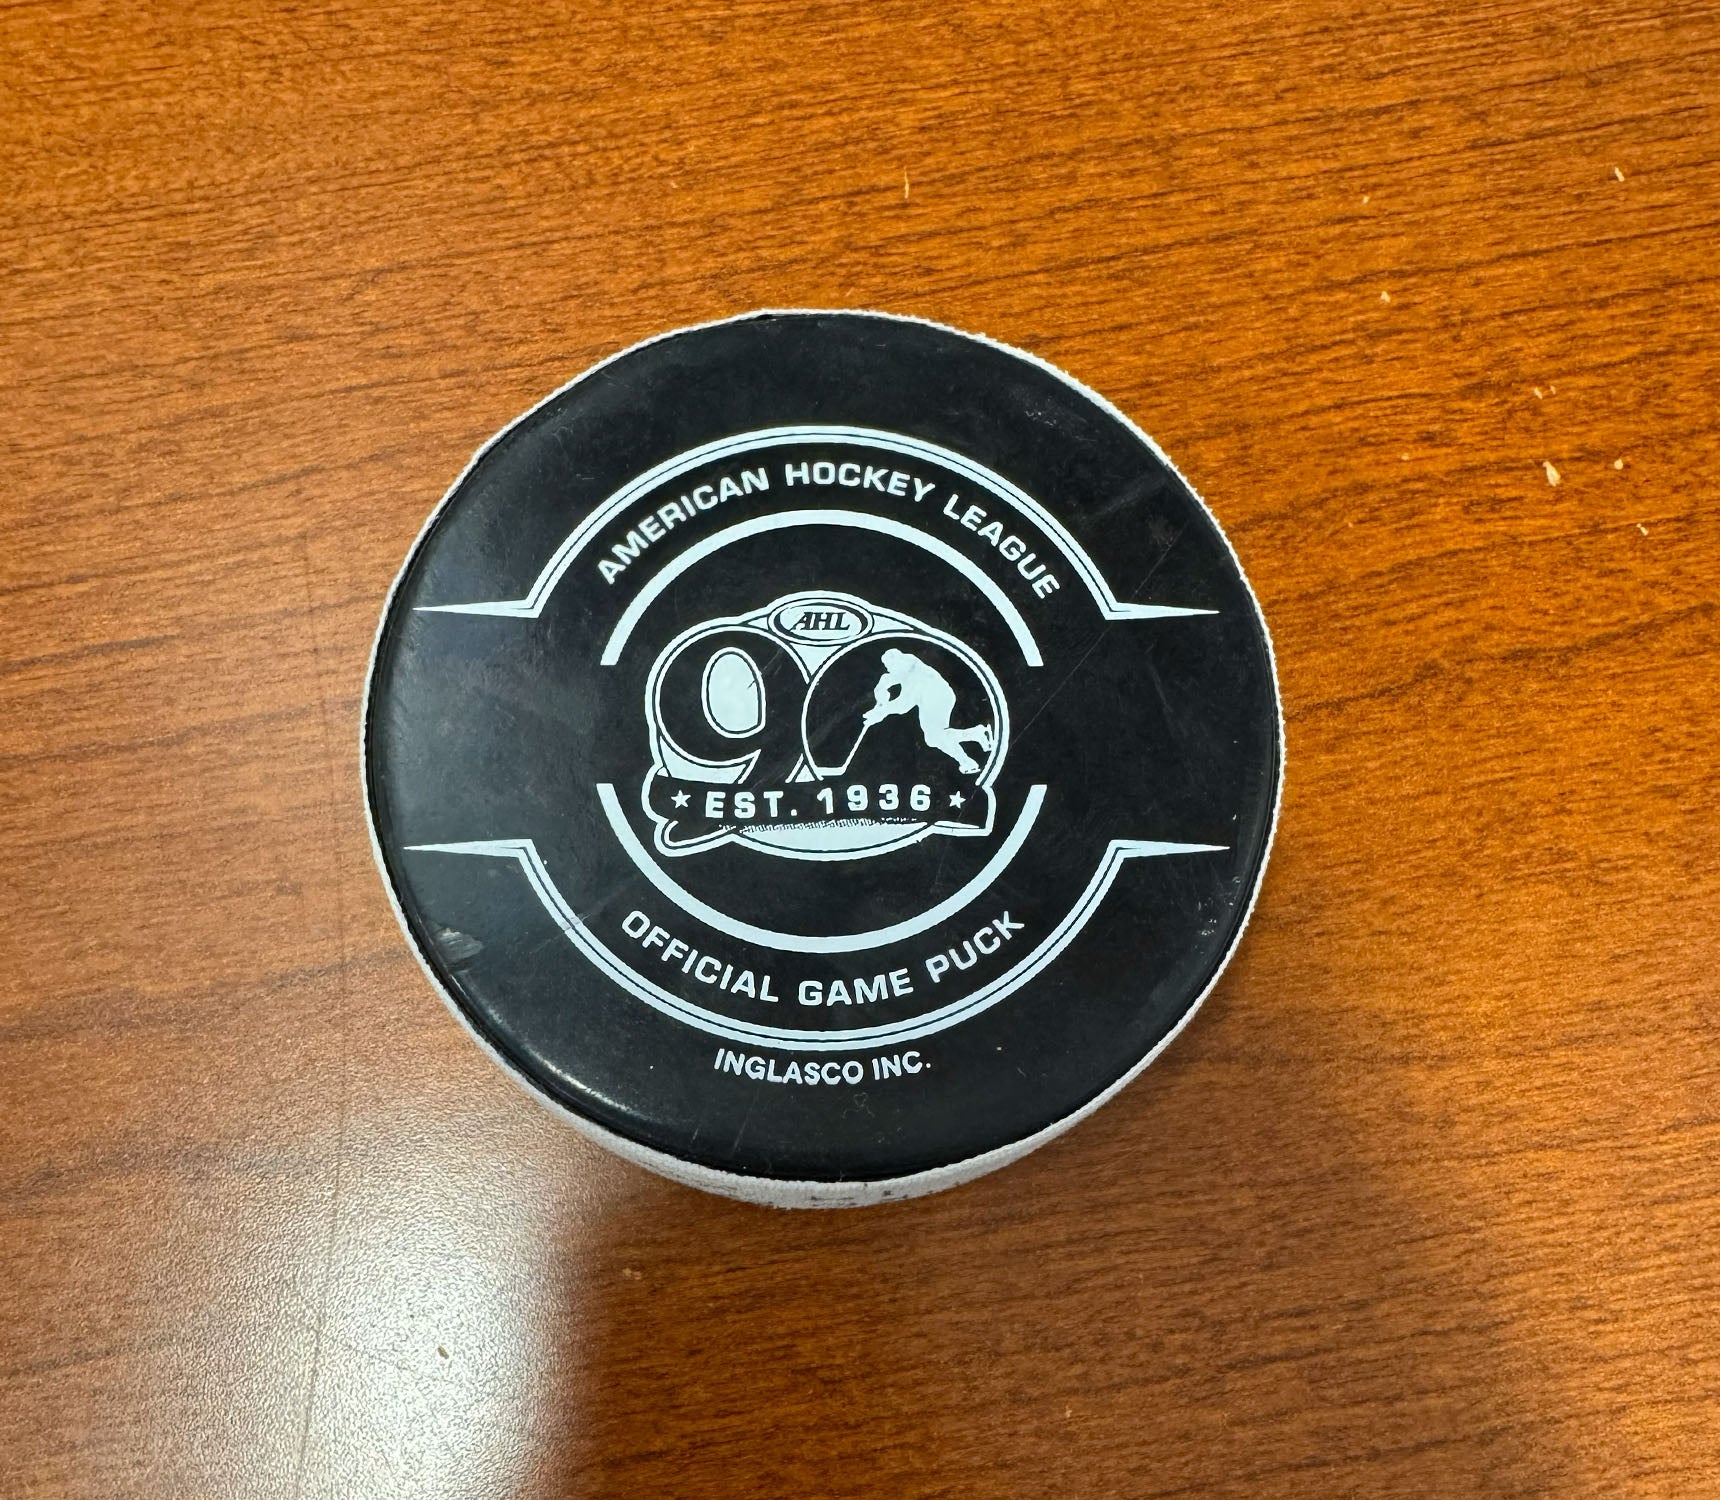 AMERICAN HOCKEY LEAGUE
AHL
90
EST. 1936
OFFICIAL GAME PUCK
INGLASCO INC.